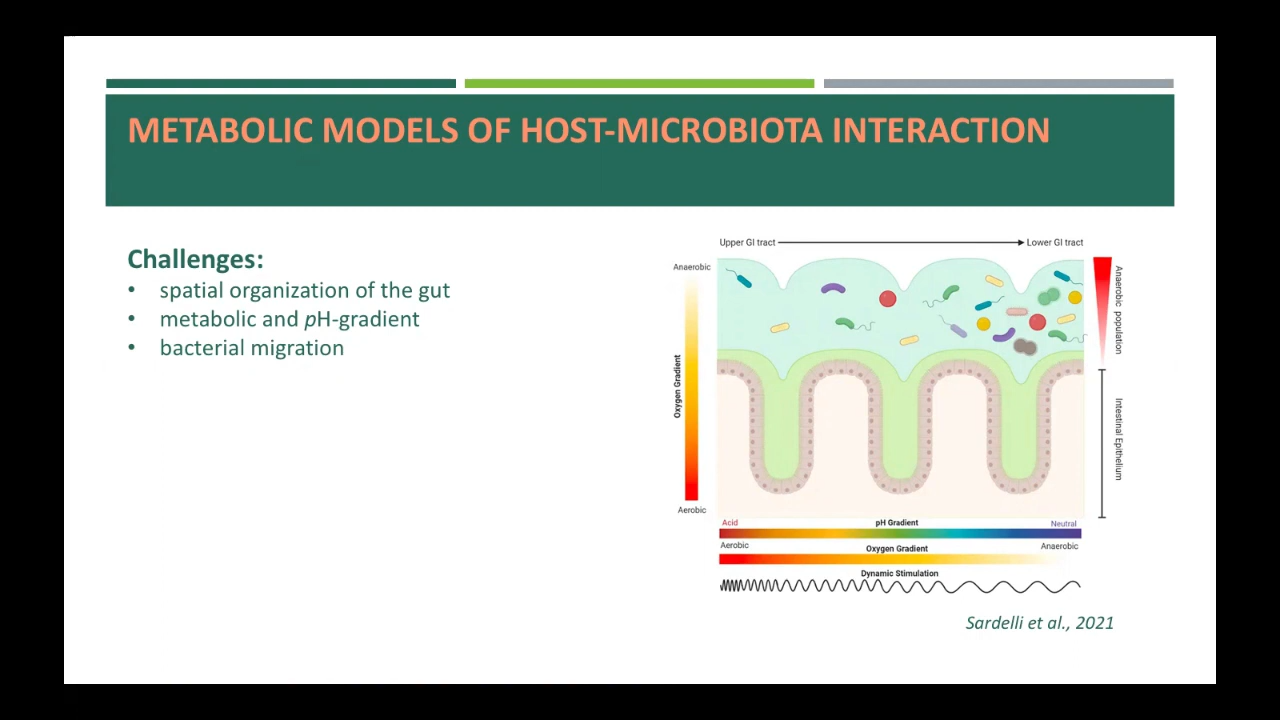 METABOLIC MODELS OF HOST-MICROBIOTA INTERACTION
Challenges:
• spatial organization of the gut
• metabolic and pH-gradient
• bacterial migration
Upper GI tract
Lower GI tract
Anaerobic
Oxygen Gradient
Aerobic
Anaerobic population
Intestinal Epithelium
Acid
pH Gradient
Neutral
Aerobic
Oxygen Gradient
Anaerobic
Dynamic Stimulation
Sardelli et al., 2021